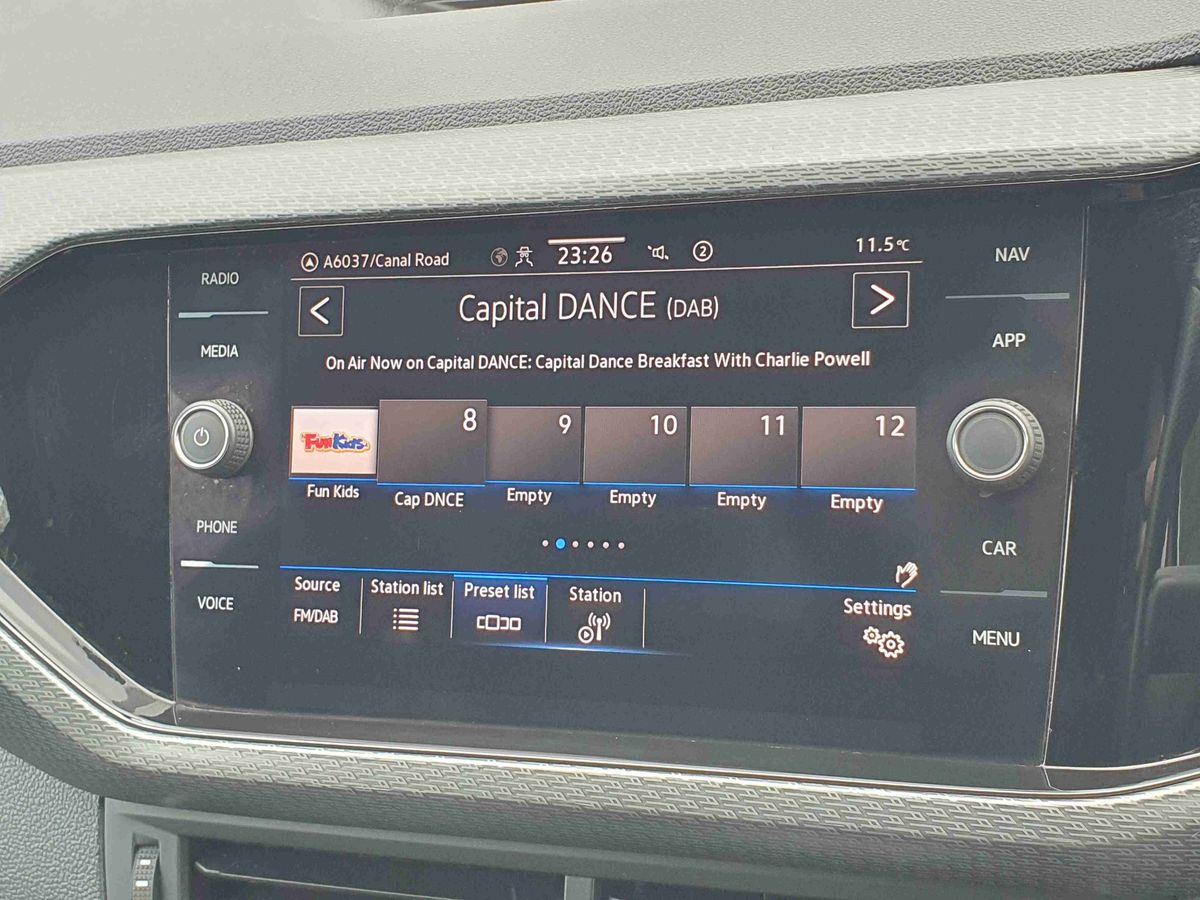 A6037/Canal Road 23:26 2 11.5°C
RADIO
NAV
Capital DANCE (DAB)
MEDIA
APP
On Air Now on Capital DANCE: Capital Dance Breakfast With Charlie Powell
Fun Kids 8 9 10 11 12
Fun Kids Cap DNCE Empty Empty Empty Empty
PHONE
CAR
Source Station list Preset list Station Settings
FM/DAB
VOICE
MENU